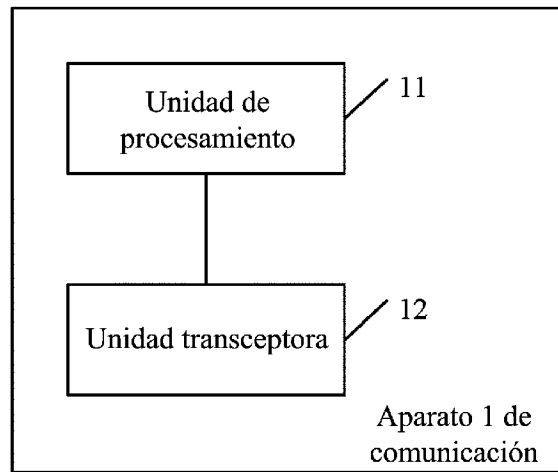 Unidad de
procesamiento
11
Unidad transceptora
12
Aparato 1 de
comunicación